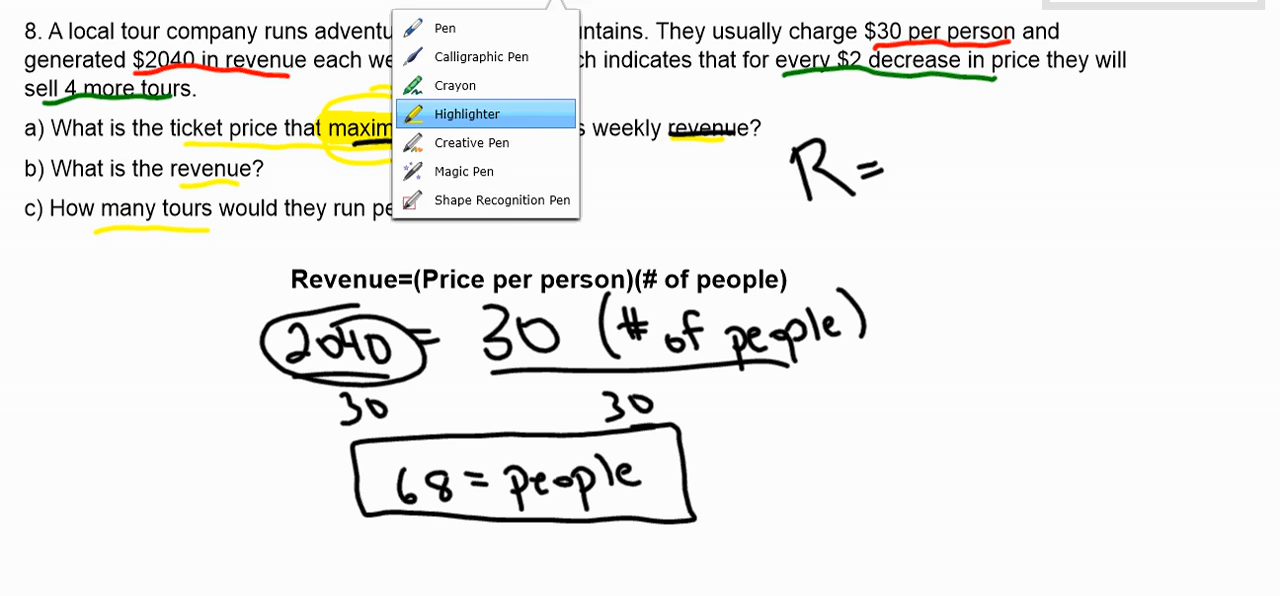 8. A local tour company runs adventu ntains. They usually charge $30 per person and
generated $2040 in revenue each we ch indicates that for every $2 decrease in price they will
sell 4 more tours.
a) What is the ticket price that maxim s weekly revenue?
b) What is the revenue?
c) How many tours would they run pe
Pen
Calligraphic Pen
Crayon
Highlighter
Creative Pen
Magic Pen
Shape Recognition Pen
R=
Revenue=(Price per person)(# of people)
2040 = 30 (# of people)
30 30
68 = people